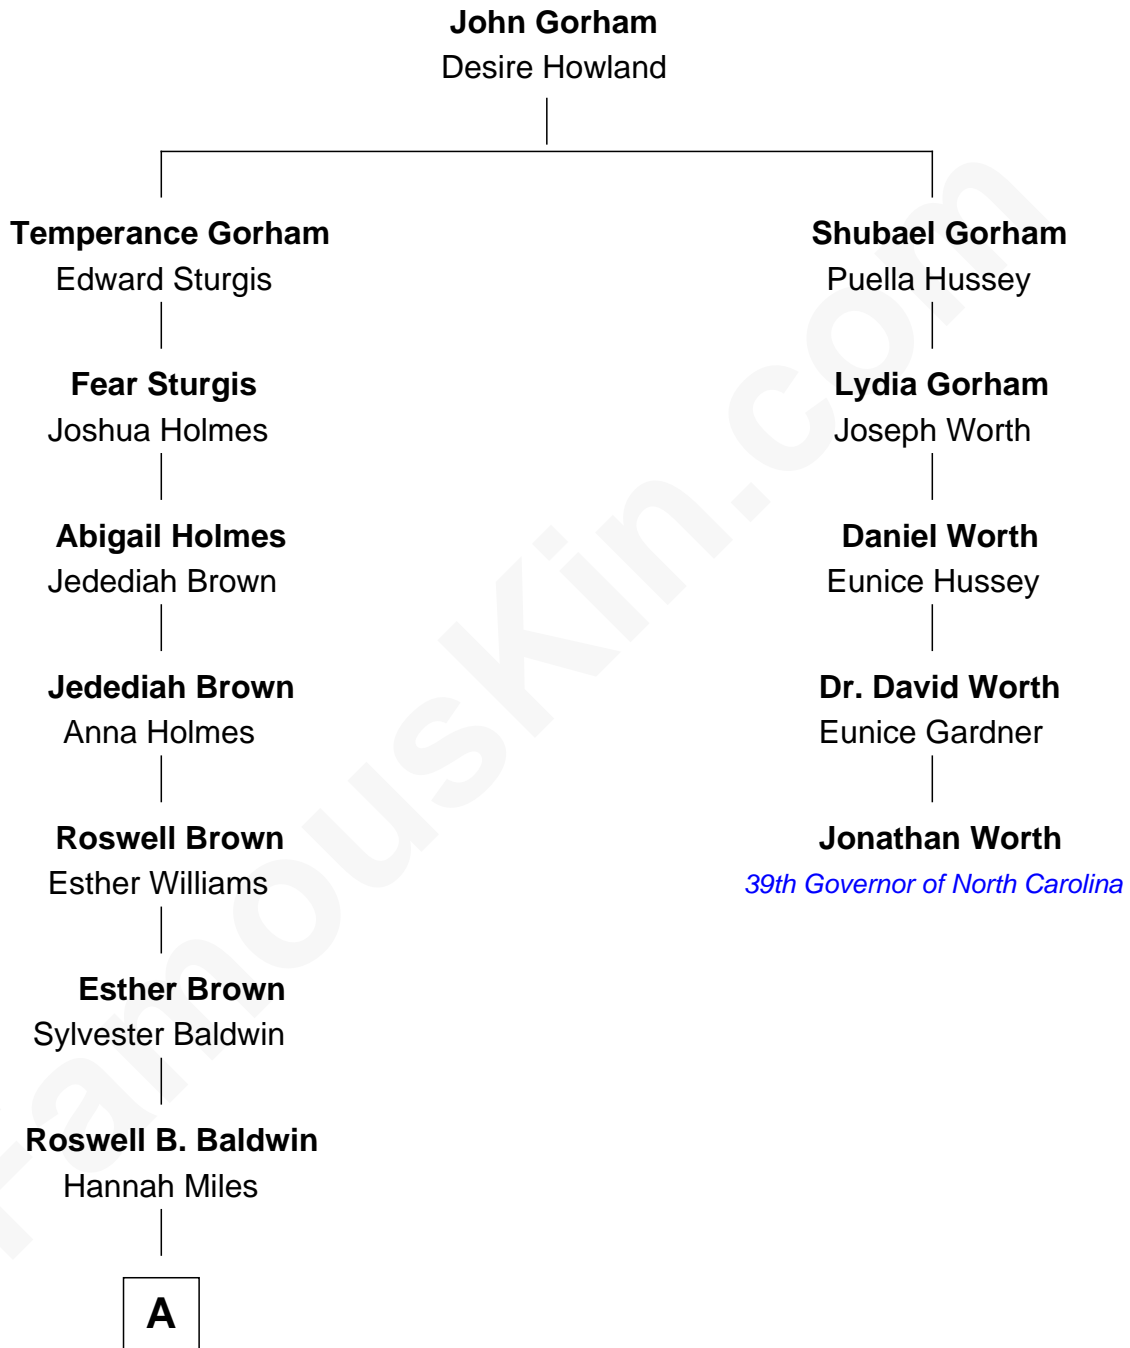 John Gorham
Desire Howland
Temperance Gorham
Edward Sturgis
Shubael Gorham
Puella Hussey
Fear Sturgis
Joshua Holmes
Lydia Gorham
Joseph Worth
Abigail Holmes
Jedediah Brown
Daniel Worth
Eunice Hussey
Jedediah Brown
Anna Holmes
Dr. David Worth
Eunice Gardner
Roswell Brown
Esther Williams
Jonathan Worth
39th Governor of North Carolina
Esther Brown
Sylvester Baldwin
Roswell B. Baldwin
Hannah Miles
A
FamousKin.com